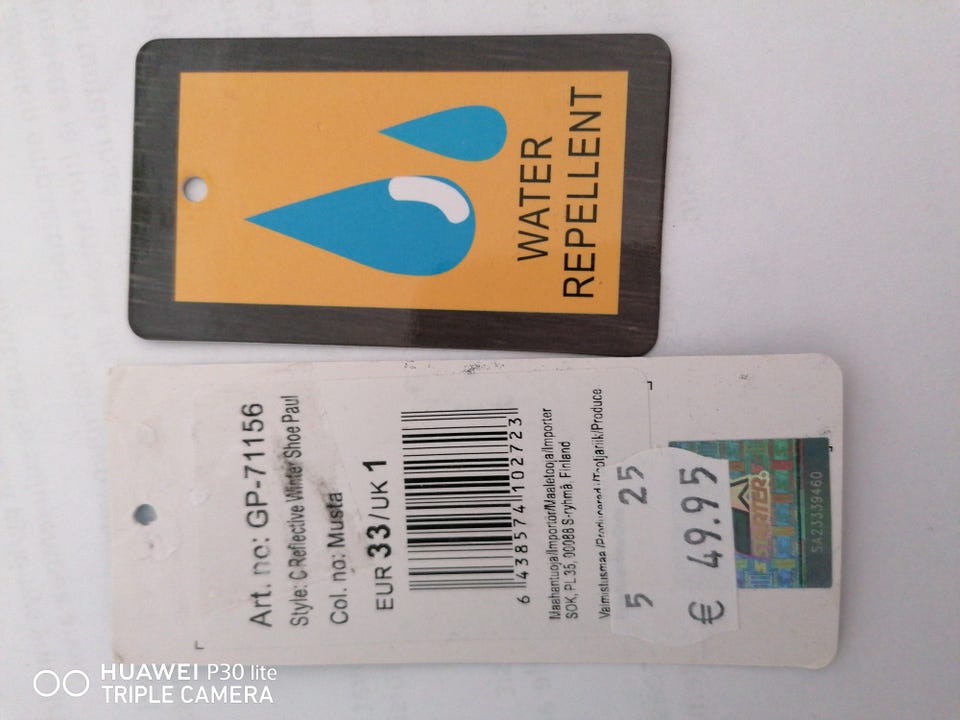 WATER
REPELLENT
Art. no: GP-71156
Style: C Reflective Winter Shoe Paul
Col. no: Musta
EUR 33/UK 1
6 438574 102723
Maahantuoja/Importör/Maaletooja/Importer
SOK, PL 35, 00088 S-ryhmä, Finland
5 25
€ 49.95
SPORTER
SA23339460
HUAWEI P30 lite
TRIPLE CAMERA